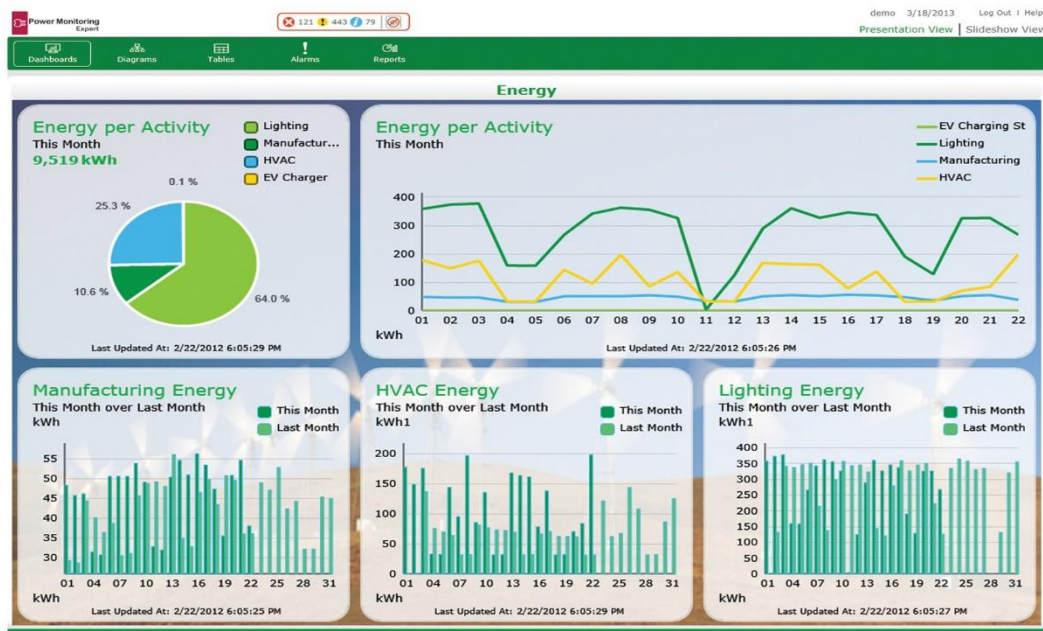 Power Monitoring
Expert
121 443 79
demo 3/18/2013 Log Out | Help
Presentation View | Slideshow View
Dashboards Diagrams Tables Alarms Reports
Energy
Energy per Activity
This Month
9,519 kWh
Lighting
Manufactur...
HVAC
EV Charger
0.1 %
25.3 %
10.6 %
64.0 %
Last Updated At: 2/22/2012 6:05:29 PM
Energy per Activity
This Month
EV Charging St
Lighting
Manufacturing
HVAC
400
300
200
100
0
01 02 03 04 05 06 07 08 09 10 11 12 13 14 15 16 17 18 19 20 21 22
kWh
Last Updated At: 2/22/2012 6:05:26 PM
Manufacturing Energy
This Month over Last Month
kWh
This Month
Last Month
55
50
45
40
35
30
01 04 07 10 13 16 19 22 25 28 31
kWh
Last Updated At: 2/22/2012 6:05:25 PM
HVAC Energy
This Month over Last Month
kWh1
This Month
Last Month
200
150
100
50
0
01 04 07 10 13 16 19 22 25 28 31
kWh
Last Updated At: 2/22/2012 6:05:29 PM
Lighting Energy
This Month over Last Month
kWh1
This Month
Last Month
400
350
300
250
200
150
100
50
0
01 04 07 10 13 16 19 22 25 28 31
kWh
Last Updated At: 2/22/2012 6:05:27 PM